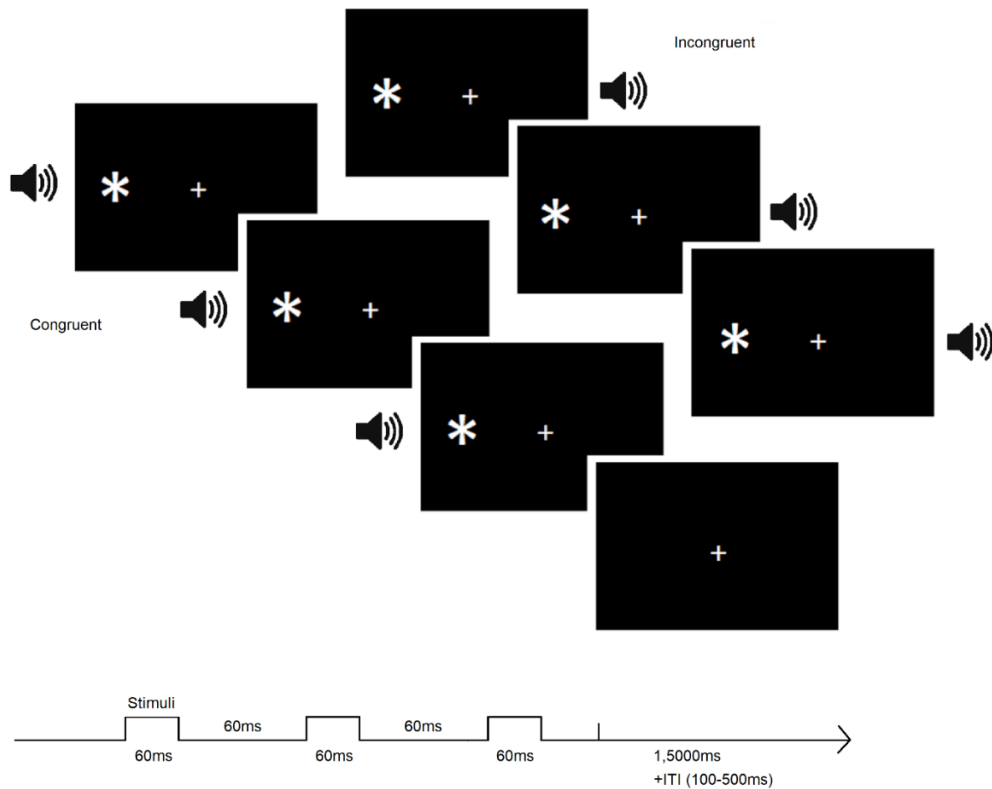 Incongruent
Congruent
Stimuli
60ms 60ms
60ms 60ms 60ms 1,5000ms
+ITI (100-500ms)